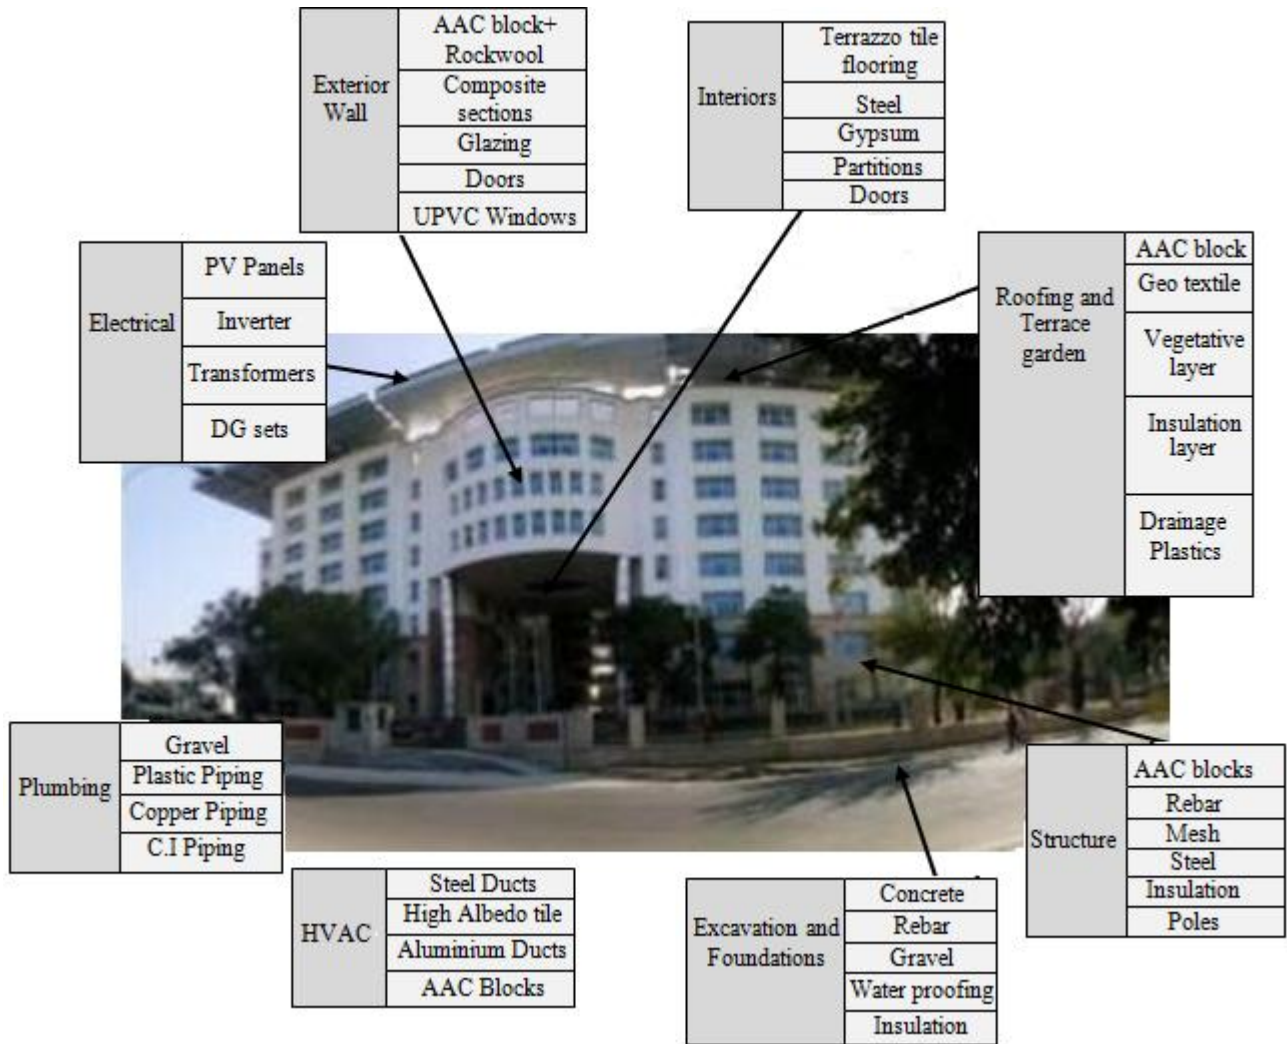 Exterior
Wall
AAC block+
Rockwool
Composite
sections
Glazing
Doors
UPVC Windows
Interiors
Terrazzo tile
flooring
Steel
Gypsum
Partitions
Doors
Electrical
PV Panels
Inverter
Transformers
DG sets
Roofing and
Terrace
garden
AAC block
Geo textile
Vegetative
layer
Insulation
layer
Drainage
Plastics
Plumbing
Gravel
Plastic Piping
Copper Piping
C.I Piping
HVAC
Steel Ducts
High Albedo tile
Aluminium Ducts
AAC Blocks
Excavation and
Foundations
Concrete
Rebar
Gravel
Water proofing
Insulation
Structure
AAC blocks
Rebar
Mesh
Steel
Insulation
Poles